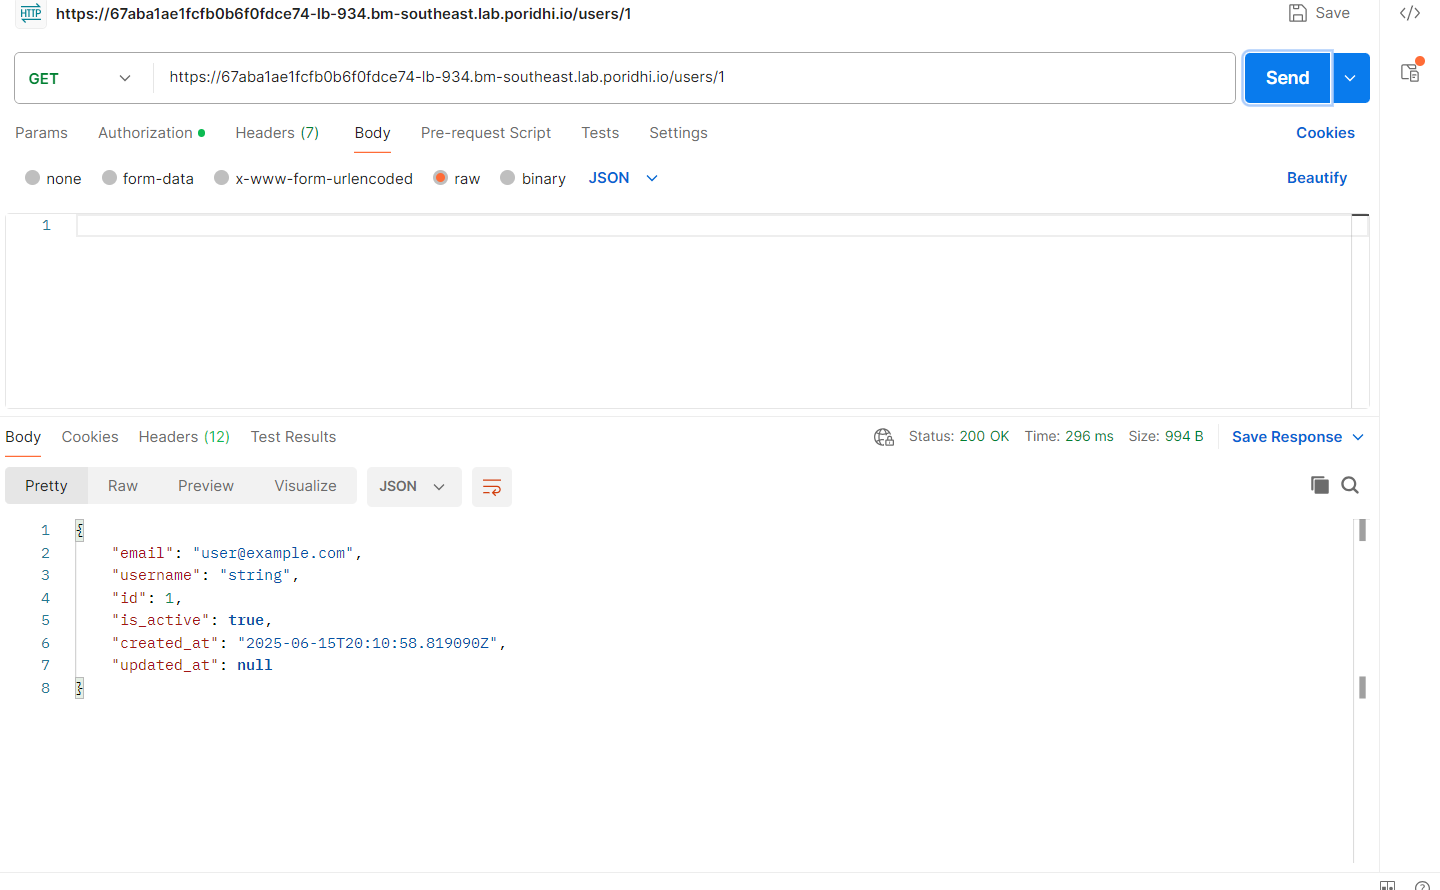 HTTP https://67aba1ae1fcfb0b6f0fdce74-lb-934.bm-southeast.lab.poridhi.io/users/1 Save
GET https://67aba1ae1fcfb0b6f0fdce74-lb-934.bm-southeast.lab.poridhi.io/users/1 Send
Params Authorization Headers (7) Body Pre-request Script Tests Settings Cookies
none form-data x-www-form-urlencoded raw binary JSON Beautify
1
Body Cookies Headers (12) Test Results Status: 200 OK Time: 296 ms Size: 994 B Save Response
Pretty Raw Preview Visualize JSON
1 {
2 "email": "user@example.com",
3 "username": "string",
4 "id": 1,
5 "is_active": true,
6 "created_at": "2025-06-15T20:10:58.819090Z",
7 "updated_at": null
8 }